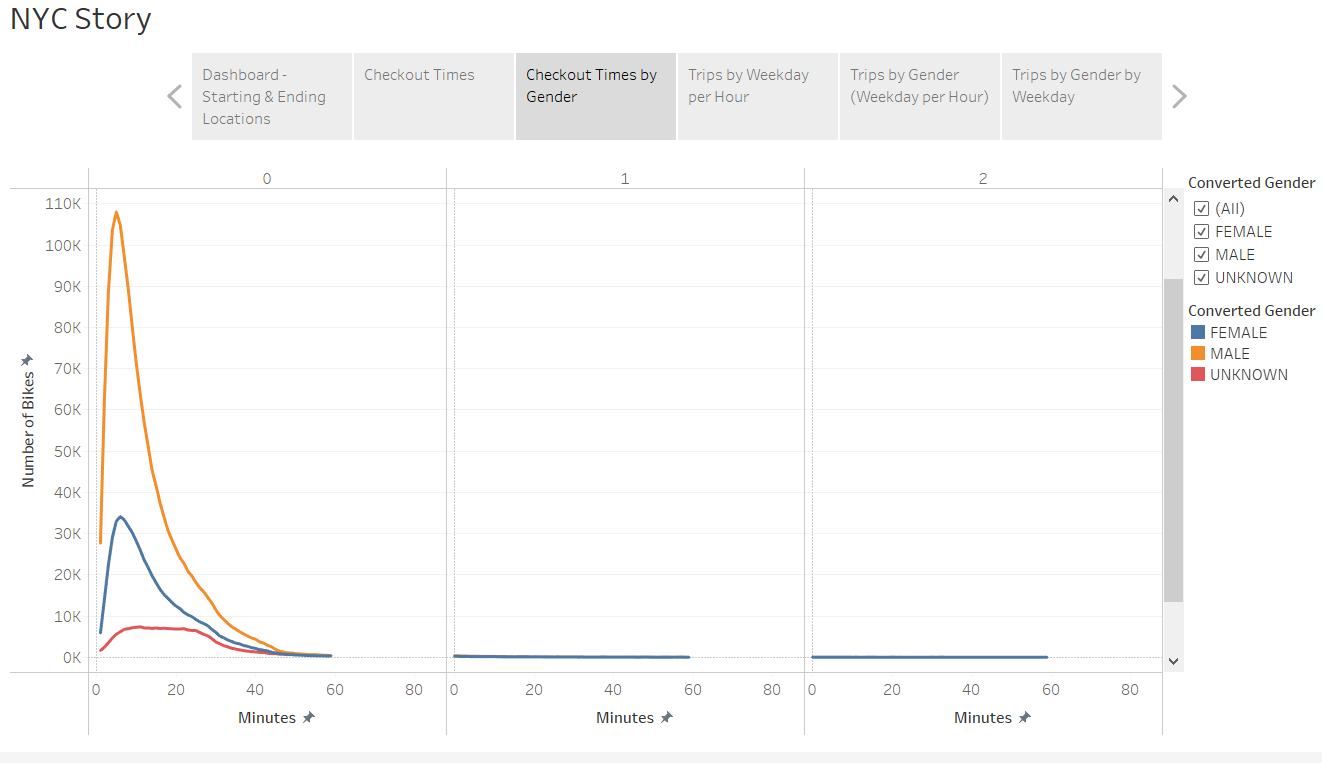 NYC Story
Dashboard -
Starting & Ending
Locations
Checkout Times
Checkout Times by
Gender
Trips by Weekday
per Hour
Trips by Gender
(Weekday per Hour)
Trips by Gender by
Weekday
0
1
2
110K
100K
90K
80K
70K
60K
50K
40K
30K
20K
10K
0K
Number of Bikes
0 20 40 60 80
0 20 40 60 80
0 20 40 60 80
Minutes
Minutes
Minutes
Converted Gender
(All)
FEMALE
MALE
UNKNOWN
Converted Gender
FEMALE
MALE
UNKNOWN